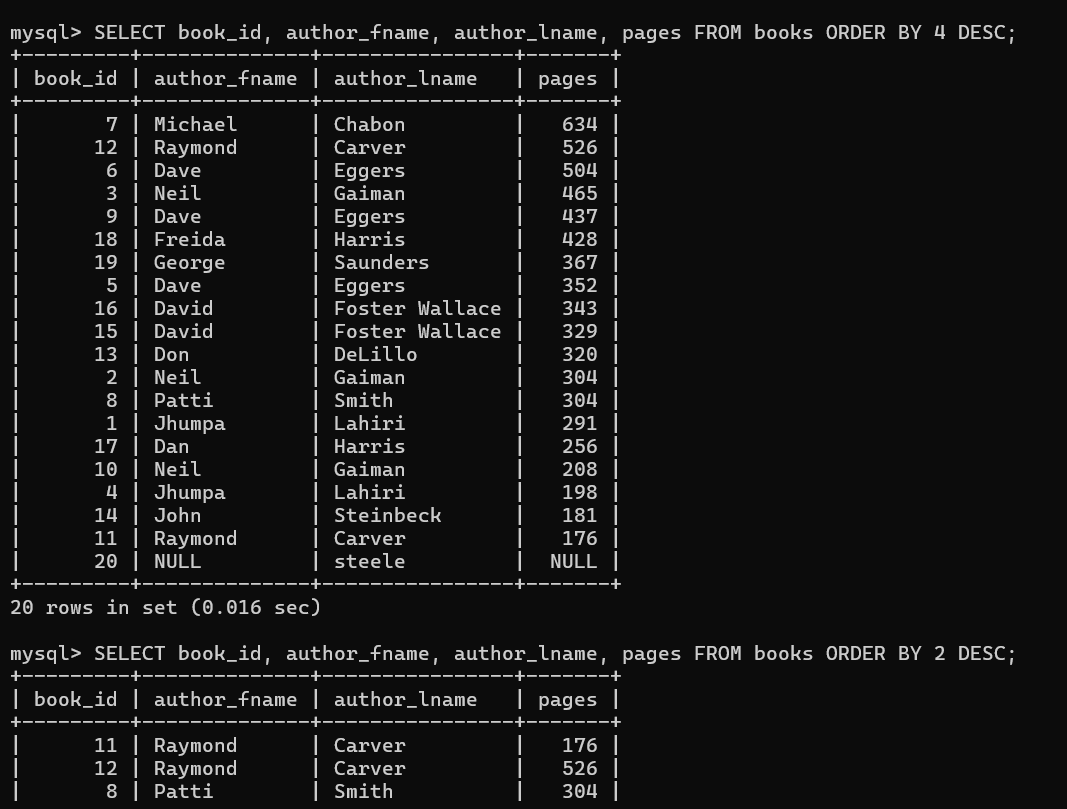 mysql> SELECT book_id, author_fname, author_lname, pages FROM books ORDER BY 4 DESC;
+---------+--------------+----------------+-------+
| book_id | author_fname | author_lname   | pages |
+---------+--------------+----------------+-------+
|       7 | Michael      | Chabon         |   634 |
|      12 | Raymond      | Carver         |   526 |
|       6 | Dave         | Eggers         |   504 |
|       3 | Neil         | Gaiman         |   465 |
|       9 | Dave         | Eggers         |   437 |
|      18 | Freida       | Harris         |   428 |
|      19 | George       | Saunders       |   367 |
|       5 | Dave         | Eggers         |   352 |
|      16 | David        | Foster Wallace |   343 |
|      15 | David        | Foster Wallace |   329 |
|      13 | Don          | DeLillo        |   320 |
|       2 | Neil         | Gaiman         |   304 |
|       8 | Patti        | Smith          |   304 |
|       1 | Jhumpa       | Lahiri         |   291 |
|      17 | Dan          | Harris         |   256 |
|      10 | Neil         | Gaiman         |   208 |
|       4 | Jhumpa       | Lahiri         |   198 |
|      14 | John         | Steinbeck      |   181 |
|      11 | Raymond      | Carver         |   176 |
|      20 | NULL         | steele         |  NULL |
+---------+--------------+----------------+-------+
20 rows in set (0.016 sec)
mysql> SELECT book_id, author_fname, author_lname, pages FROM books ORDER BY 2 DESC;
+---------+--------------+----------------+-------+
| book_id | author_fname | author_lname   | pages |
+---------+--------------+----------------+-------+
|      11 | Raymond      | Carver         |   176 |
|      12 | Raymond      | Carver         |   526 |
|       8 | Patti        | Smith          |   304 |